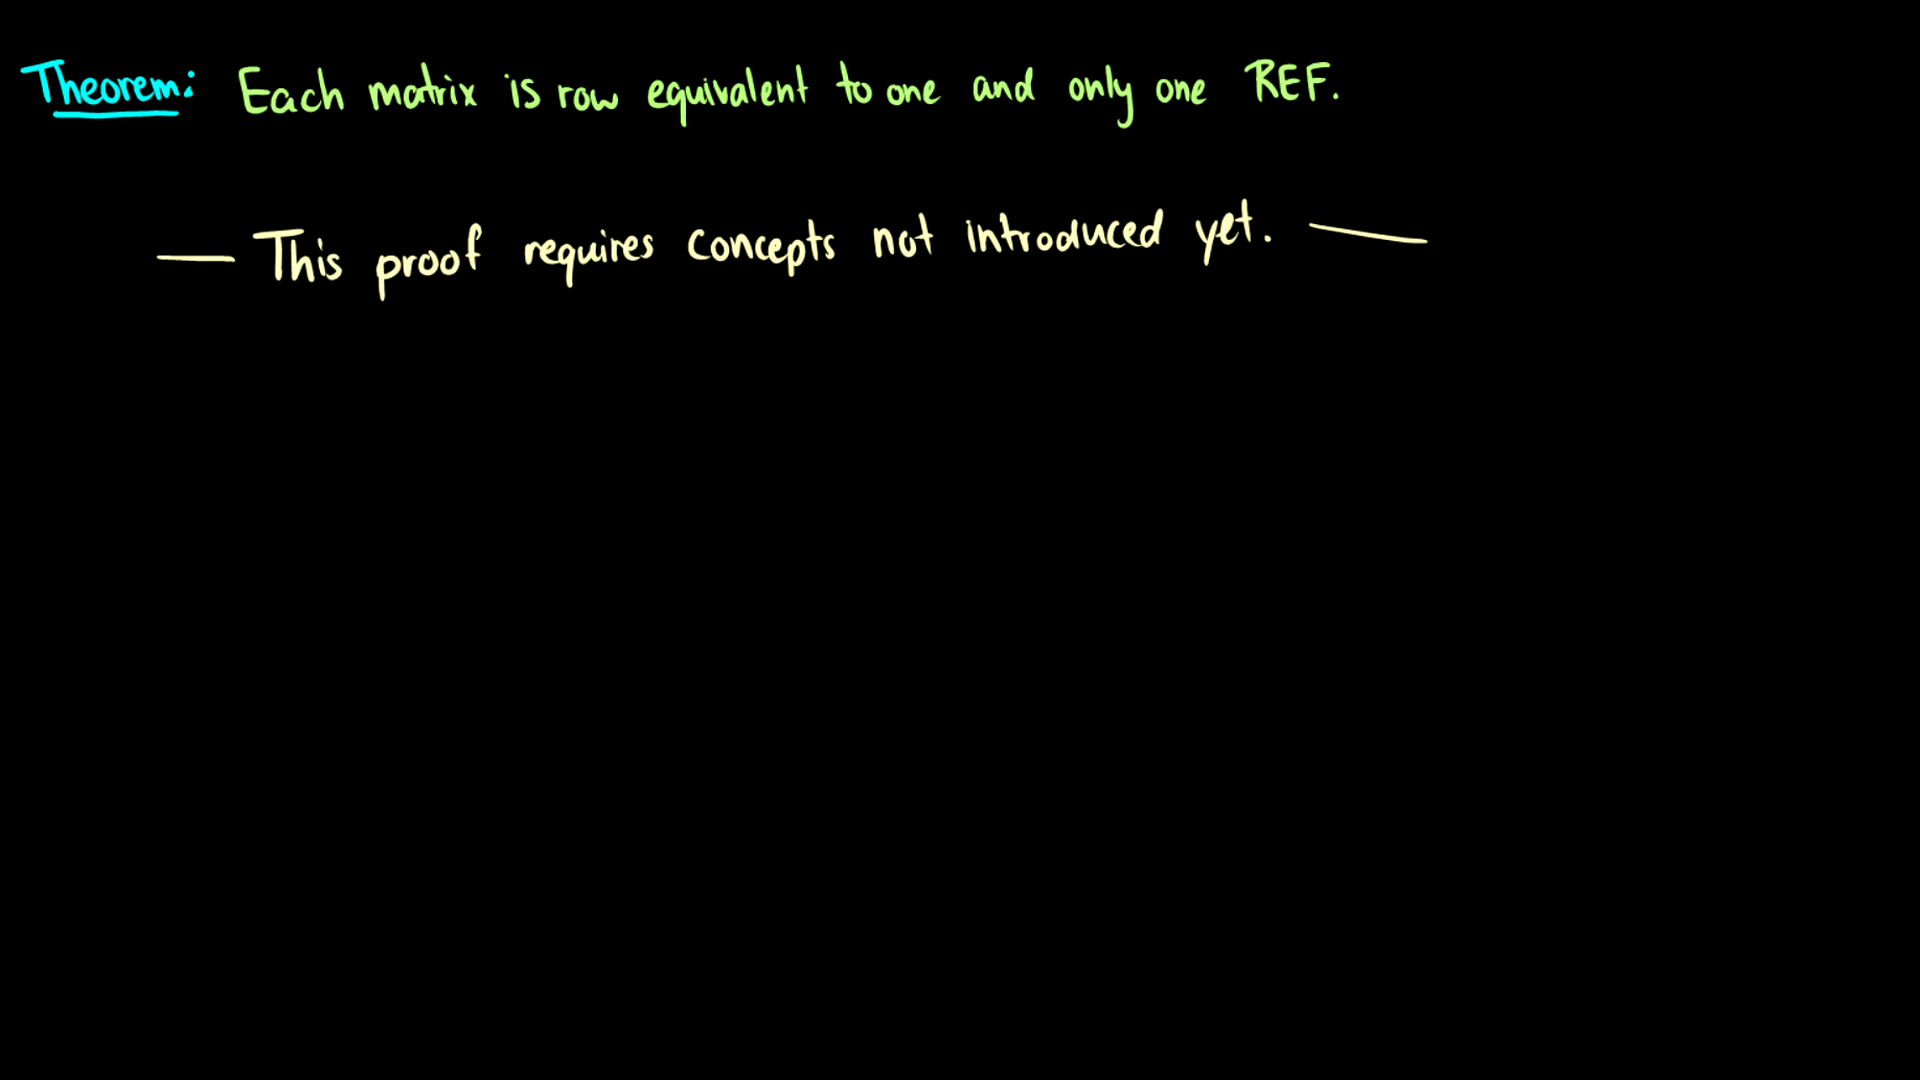 Theorem: Each matrix is row equivalent to one and only one REF.
— This proof requires concepts not introduced yet. —